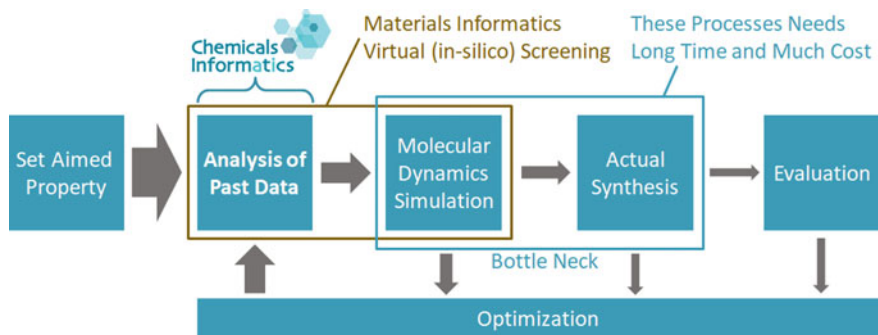 Chemicals
Informatics
Materials Informatics
Virtual (in-silico) Screening
These Processes Needs
Long Time and Much Cost
Set Aimed
Property
Analysis of
Past Data
Molecular
Dynamics
Simulation
Actual
Synthesis
Evaluation
Bottle Neck
Optimization